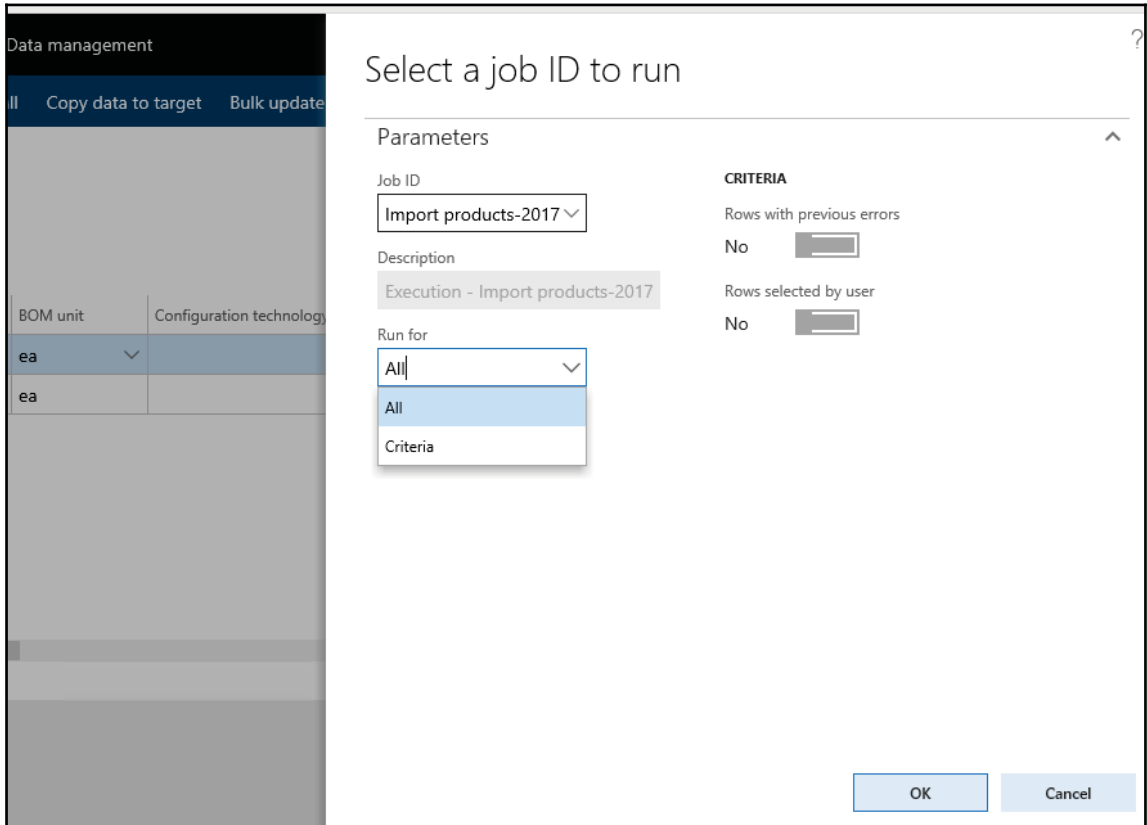 Data management
?
Select a job ID to run
ll Copy data to target Bulk update
Parameters
Job ID
Import products-2017
Description
Execution - Import products-2017
Run for
All
All
Criteria
CRITERIA
Rows with previous errors
No
Rows selected by user
No
BOM unit Configuration technology
ea
ea
OK Cancel